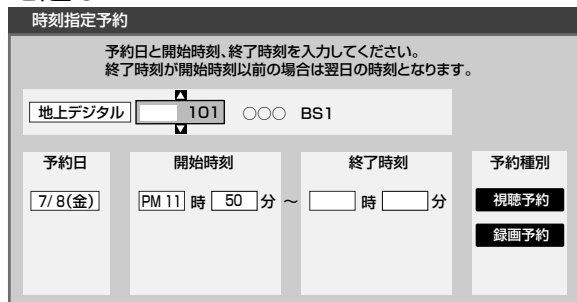 時刻指定予約
予約日と開始時刻、終了時刻を入力してください。
終了時刻が開始時刻以前の場合は翌日の時刻となります。
地上デジタル 101 ○○○ BS1
予約日 開始時刻 終了時刻 予約種別
7/ 8(金) PM 11 時 50 分 ~ 時 分 視聴予約
録画予約